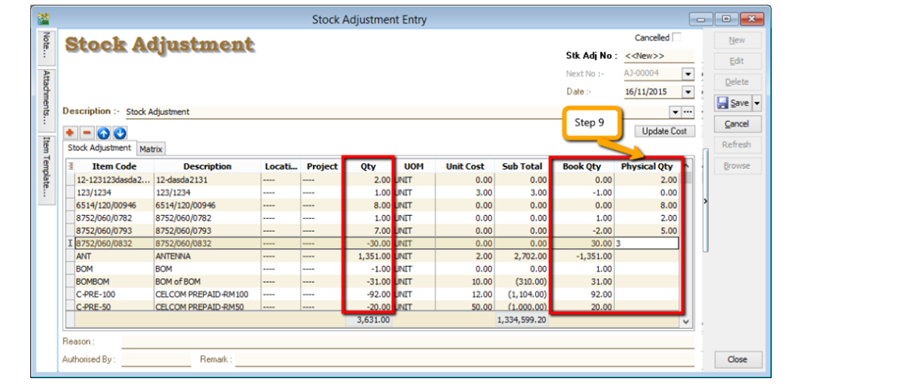 Stock Adjustment Entry
Note...
Attachments...
Item Template...
Stock Adjustment
Cancelled
Stk Adj No : <<New>>
Next No :- AJ-00004
Date :- 16/11/2015
Description :- Stock Adjustment
Step 9
Update Cost
Stock Adjustment Matrix
Item Code Description Locati... Project Qty UOM Unit Cost Sub Total Book Qty Physical Qty
12-123123dasda2... 12-dasda2131 ---- ---- 2.00 UNIT 0.00 0.00 0.00 2.00
123/1234 123/1234 ---- ---- 1.00 UNIT 3.00 3.00 -1.00 0.00
6514/120/00946 6514/120/00946 ---- ---- 8.00 UNIT 0.00 0.00 0.00 8.00
8752/060/0782 8752/060/0782 ---- ---- 1.00 UNIT 0.00 0.00 1.00 2.00
8752/060/0793 8752/060/0793 ---- ---- 7.00 UNIT 0.00 0.00 -2.00 5.00
8752/060/0832 8752/060/0832 ---- ---- -30.00 UNIT 0.00 0.00 30.00 3
ANT ANTENNA ---- ---- 1,351.00 UNIT 2.00 2,702.00 -1,351.00
BOM BOM ---- ---- -1.00 UNIT 0.00 0.00 1.00
BOMBOM BOM of BOM ---- ---- -31.00 UNIT 10.00 (310.00) 31.00
C-PRE-100 CELCOM PREPAID-RM100 ---- ---- -92.00 UNIT 12.00 (1,104.00) 92.00
C-PRE-50 CELCOM PREPAID-RM50 ---- ---- -20.00 UNIT 50.00 (1,000.00) 20.00
3,631.00 1,334,599.20
Reason :
Authorised By : Remark :
New
Edit
Delete
Save
Cancel
Refresh
Browse
Close